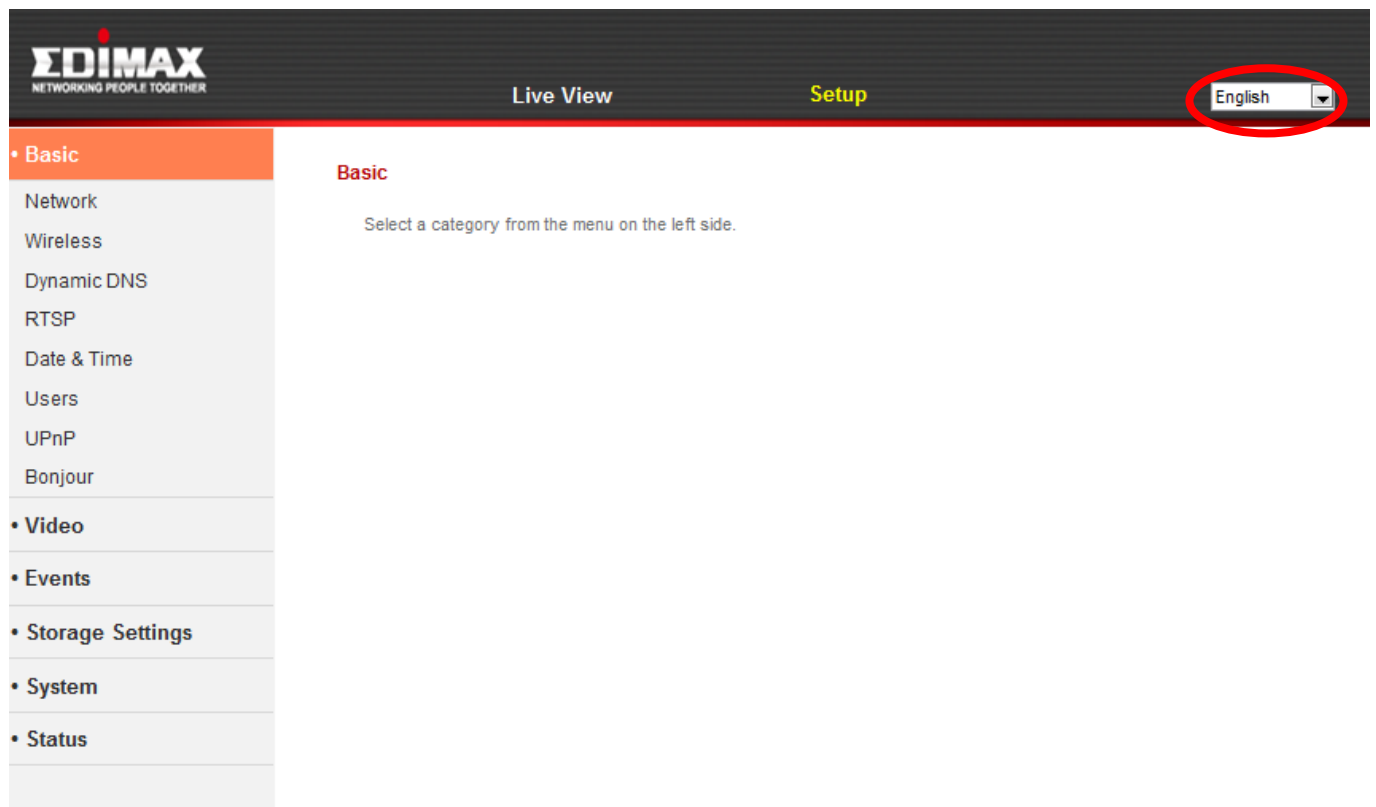 EDIMAX
NETWORKING PEOPLE TOGETHER
Live View
Setup
English
• Basic
Network
Wireless
Dynamic DNS
RTSP
Date & Time
Users
UPnP
Bonjour
• Video
• Events
• Storage Settings
• System
• Status
Basic
Select a category from the menu on the left side.